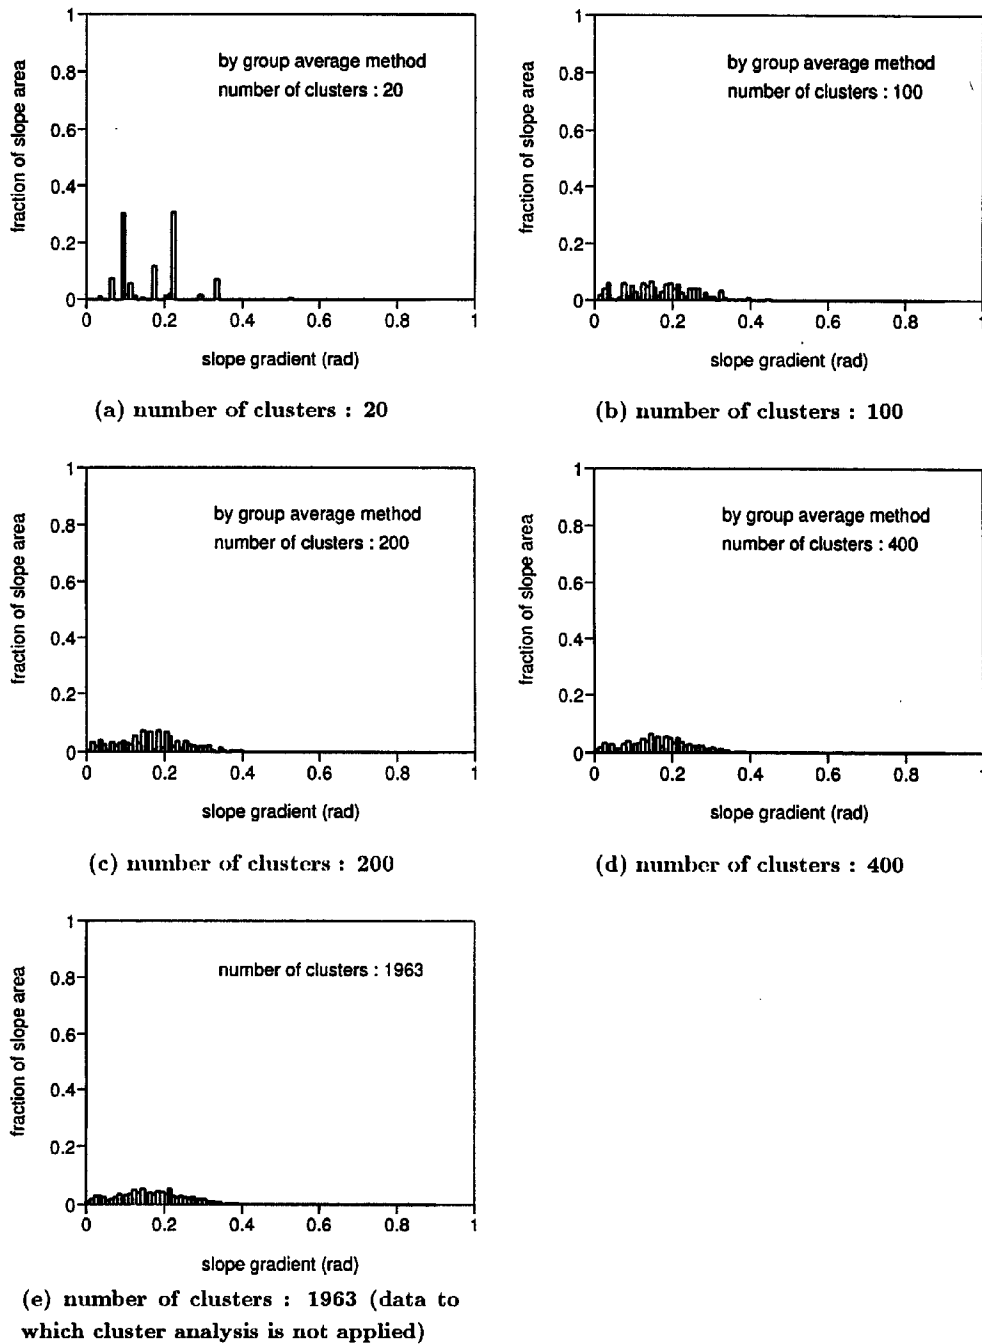 1
0.8
0.6
0.4
0.2
0
fraction of slope area
by group average method
number of clusters : 20
0 0.2 0.4 0.6 0.8 1
slope gradient (rad)
(a) number of clusters : 20
1
0.8
0.6
0.4
0.2
0
fraction of slope area
by group average method
number of clusters : 100
0 0.2 0.4 0.6 0.8 1
slope gradient (rad)
(b) number of clusters : 100
1
0.8
0.6
0.4
0.2
0
fraction of slope area
by group average method
number of clusters : 200
0 0.2 0.4 0.6 0.8 1
slope gradient (rad)
(c) number of clusters : 200
1
0.8
0.6
0.4
0.2
0
fraction of slope area
by group average method
number of clusters : 400
0 0.2 0.4 0.6 0.8 1
slope gradient (rad)
(d) number of clusters : 400
1
0.8
0.6
0.4
0.2
0
fraction of slope area
number of clusters : 1963
0 0.2 0.4 0.6 0.8 1
slope gradient (rad)
(e) number of clusters : 1963 (data to
which cluster analysis is not applied)